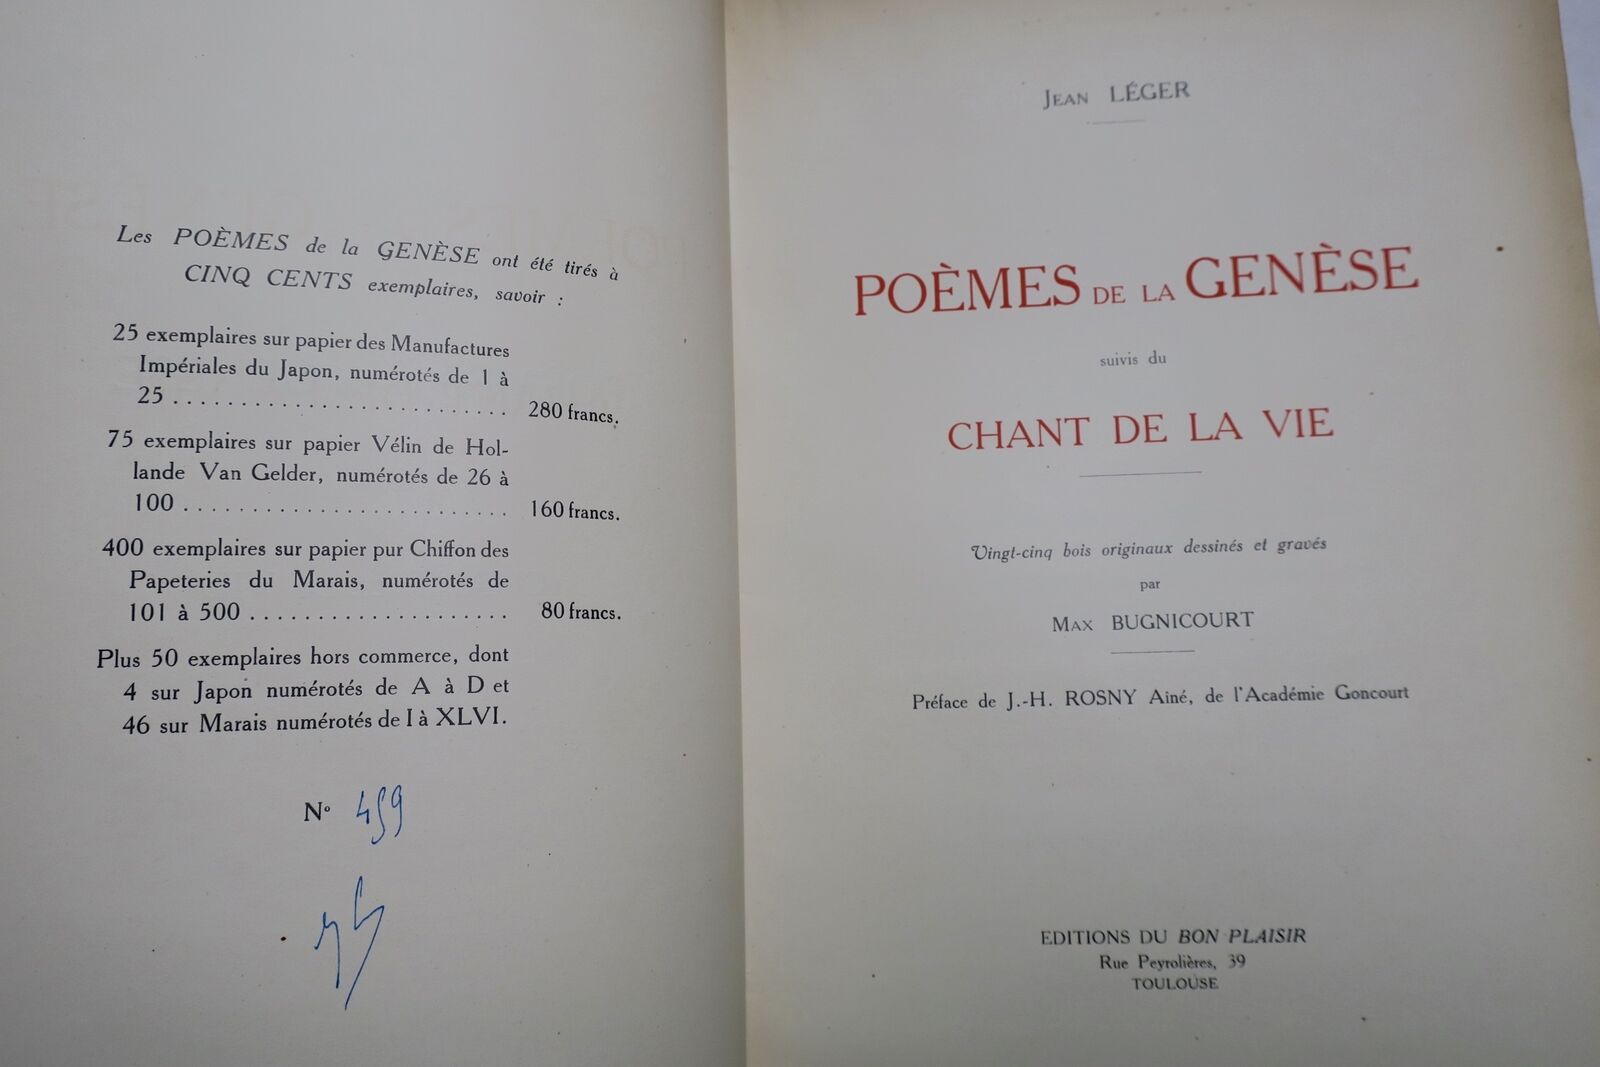 Les POÈMES de la GENÈSE ont été tirés à
CINQ CENTS exemplaires, savoir :
25 exemplaires sur papier des Manufactures
Impériales du Japon, numérotés de 1 à
25 . . . . . . . . . . . . . . . . . . . . . . . . . 280 francs.
75 exemplaires sur papier Vélin de Hol-
lande Van Gelder, numérotés de 26 à
100 . . . . . . . . . . . . . . . . . . . . . . . . 160 francs.
400 exemplaires sur papier pur Chiffon des
Papeteries du Marais, numérotés de
101 à 500 . . . . . . . . . . . . . . . . . . . . 80 francs.
Plus 50 exemplaires hors commerce, dont
4 sur Japon numérotés de A à D et
46 sur Marais numérotés de I à XLVI.
N° 459
JEAN LÉGER
POÈMES DE LA GENÈSE
suivis du
CHANT DE LA VIE
Vingt-cinq bois originaux dessinés et gravés
par
MAX BUGNICOURT
Préface de J.-H. ROSNY Aîné, de l'Académie Goncourt
EDITIONS DU BON PLAISIR
Rue Peyrolières, 39
TOULOUSE